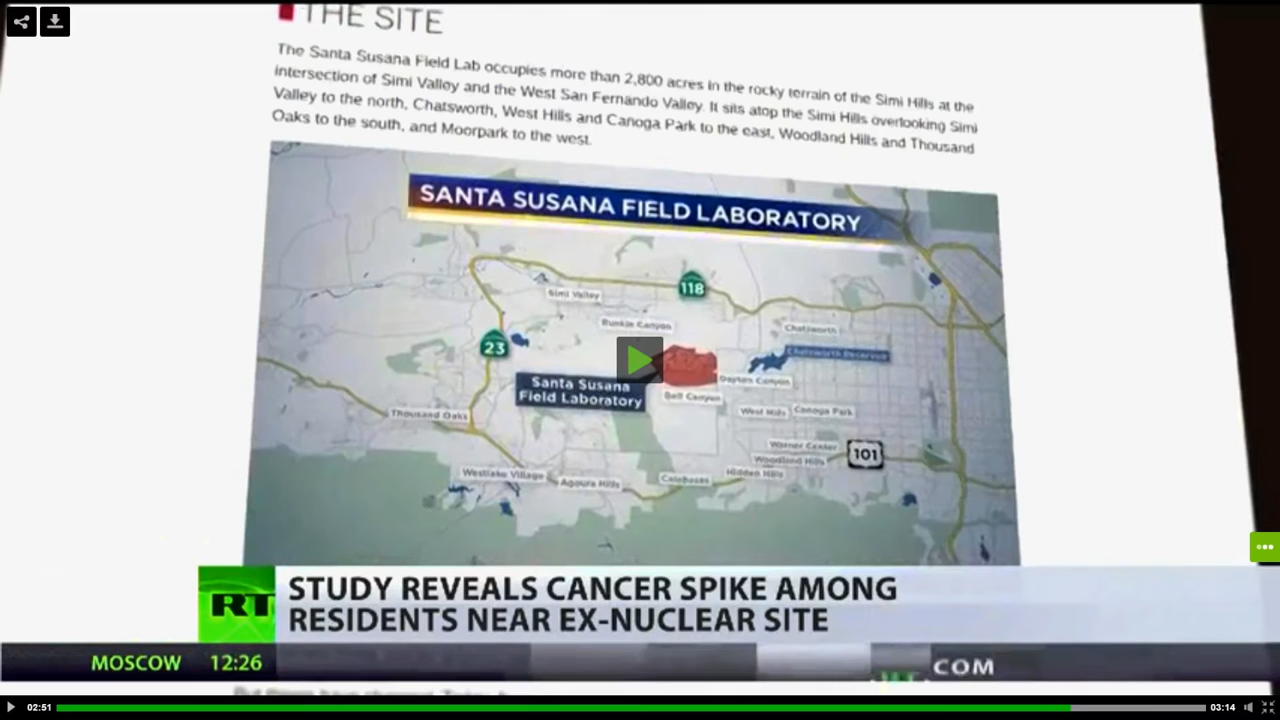 THE SITE
The Santa Susana Field Lab occupies more than 2,800 acres in the rocky terrain of the Simi Hills at the
intersection of Simi Valley and the West San Fernando Valley. It sits atop the Simi Hills overlooking Simi
Valley to the north, Chatsworth, West Hills and Canoga Park to the east, Woodland Hills and Thousand
Oaks to the south, and Moorpark to the west.
SANTA SUSANA FIELD LABORATORY
118
Simi Valley
Runkle Canyon
Chatsworth
23
Chatsworth Reservoir
Dayton Canyon
Santa Susana
Field Laboratory
Bell Canyon
West Hills
Canoga Park
Thousand Oaks
Warner Center
101
Woodland Hills
Westlake Village
Agoura Hills
Calabasas
Hidden Hills
RT
STUDY REVEALS CANCER SPIKE AMONG
RESIDENTS NEAR EX-NUCLEAR SITE
MOSCOW 12:26
COM
02:51
03:14